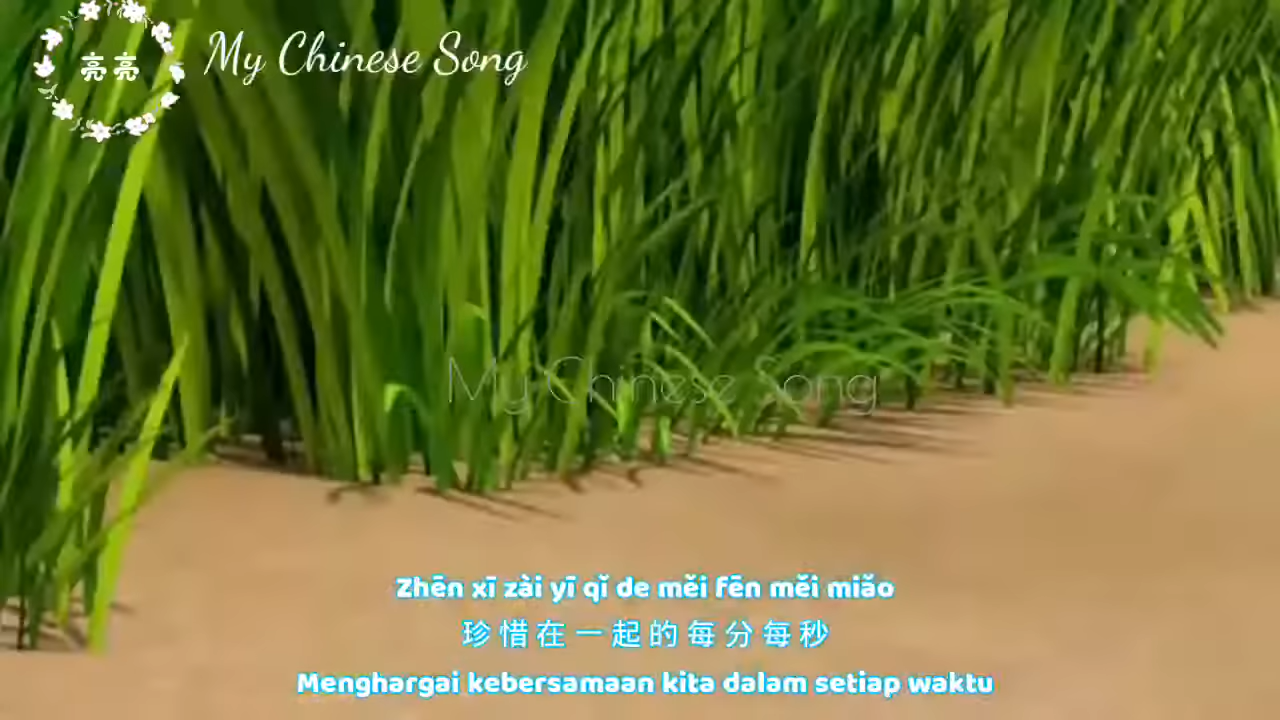 亮亮
My Chinese Song
My Chinese Song
Zhēn xī zài yī qǐ de měi fēn měi miǎo
珍惜在一起的每分每秒
Menghargai kebersamaan kita dalam setiap waktu